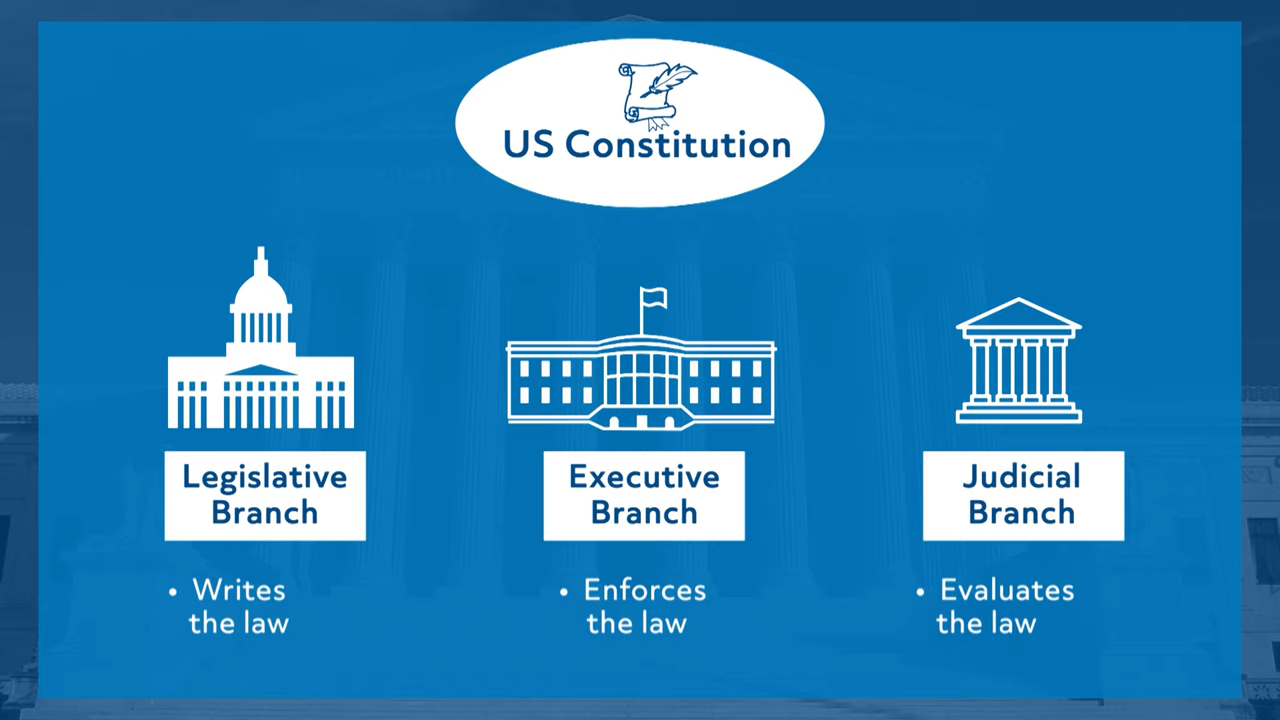 US Constitution
Legislative
Branch
Executive
Branch
Judicial
Branch
• Writes
the law
• Enforces
the law
• Evaluates
the law